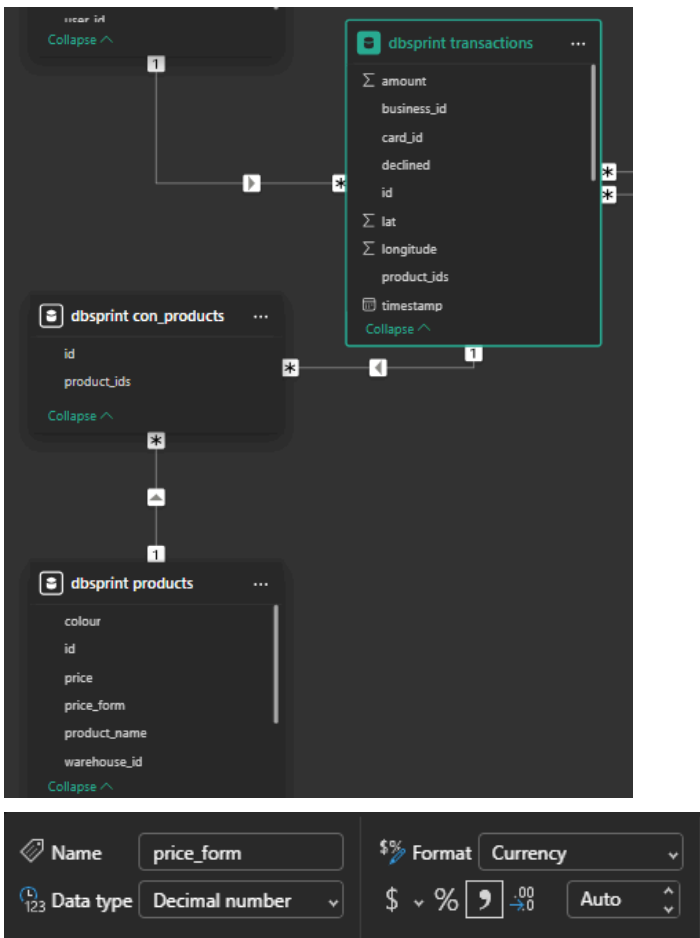 user_id
Collapse
1
dbsprint transactions
...
amount
business_id
card_id
declined
id
lat
longitude
product_ids
timestamp
Collapse
*
*
*
1
dbsprint con_products
...
id
product_ids
Collapse
*
*
1
dbsprint products
...
colour
id
price
price_form
product_name
warehouse_id
Collapse
Name price_form
$% Format Currency
123 Data type Decimal number
$ % , .00 →.0 Auto